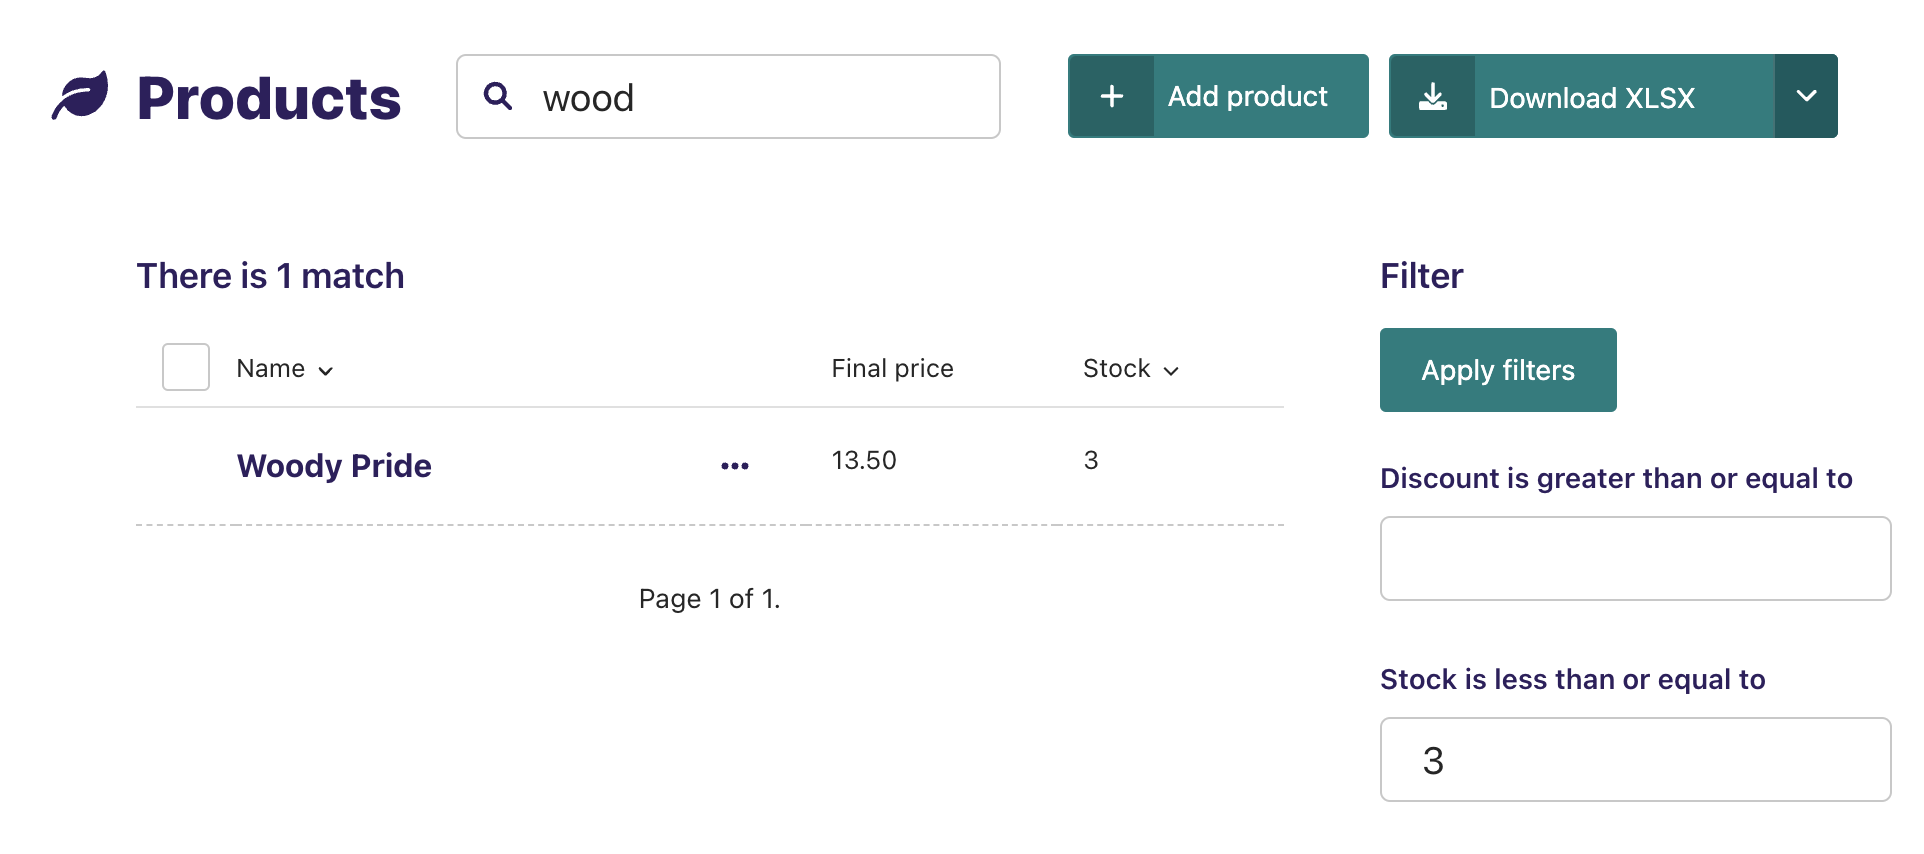 Products
wood
Add product
Download XLSX
There is 1 match
Name
Final price
Stock
Woody Pride
13.50
3
Page 1 of 1.
Filter
Apply filters
Discount is greater than or equal to
Stock is less than or equal to
3